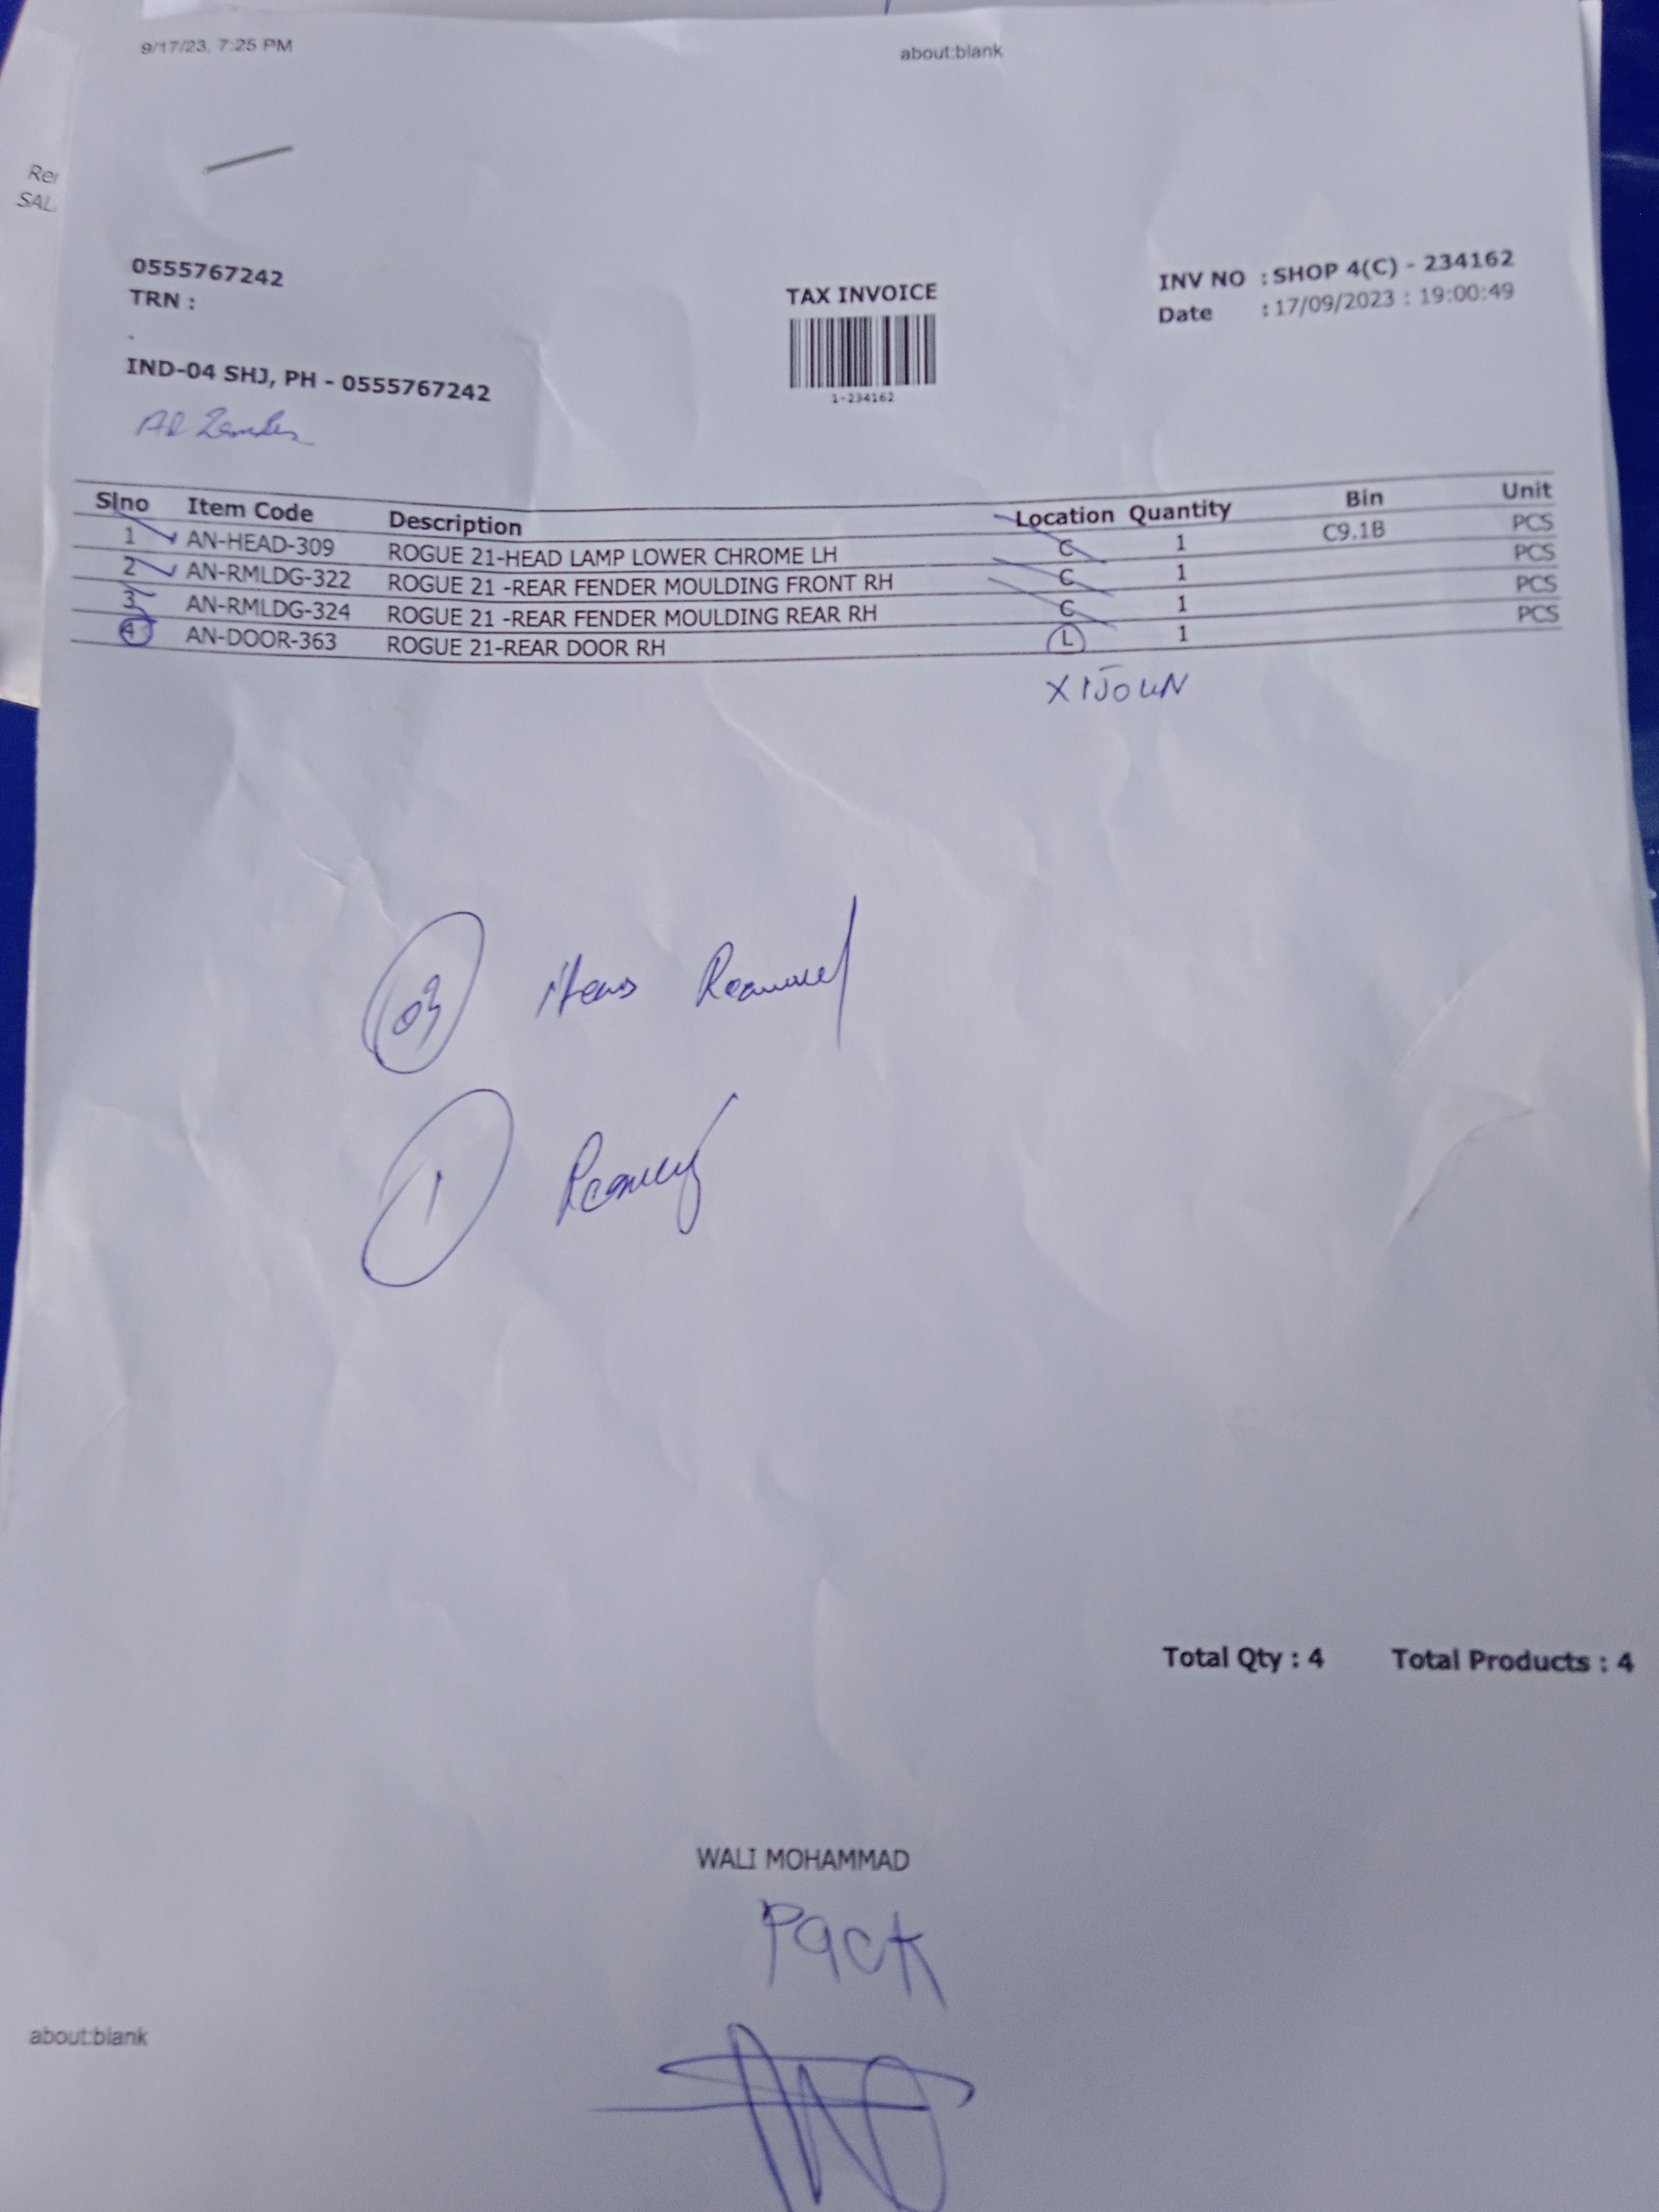 9/17/23, 7:25 PM about:blank
SAL
0555767242
TRN :
.
IND-04 SHJ, PH - 0555767242
TAX INVOICE
1-234162
INV NO : SHOP 4(C) - 234162
Date : 17/09/2023 : 19:00:49
Slno Item Code Description Location Quantity Bin Unit
1 AN-HEAD-309 ROGUE 21-HEAD LAMP LOWER CHROME LH C 1 C9.1B PCS
2 AN-RMLDG-322 ROGUE 21 -REAR FENDER MOULDING FRONT RH C 1 PCS
3 AN-RMLDG-324 ROGUE 21 -REAR FENDER MOULDING REAR RH C 1 PCS
4 AN-DOOR-363 ROGUE 21-REAR DOOR RH L 1 PCS
03 items
1
Total Qty : 4 Total Products : 4
WALI MOHAMMAD
Pack
about:blank